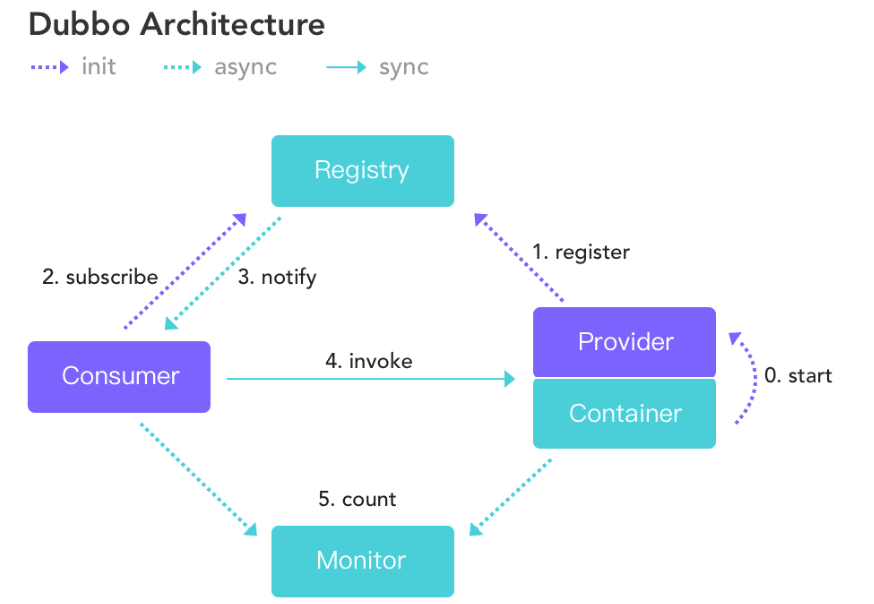 Dubbo Architecture
init async sync
Registry
1. register
2. subscribe 3. notify
Provider
4. invoke
Consumer
0. start
Container
5. count
Monitor